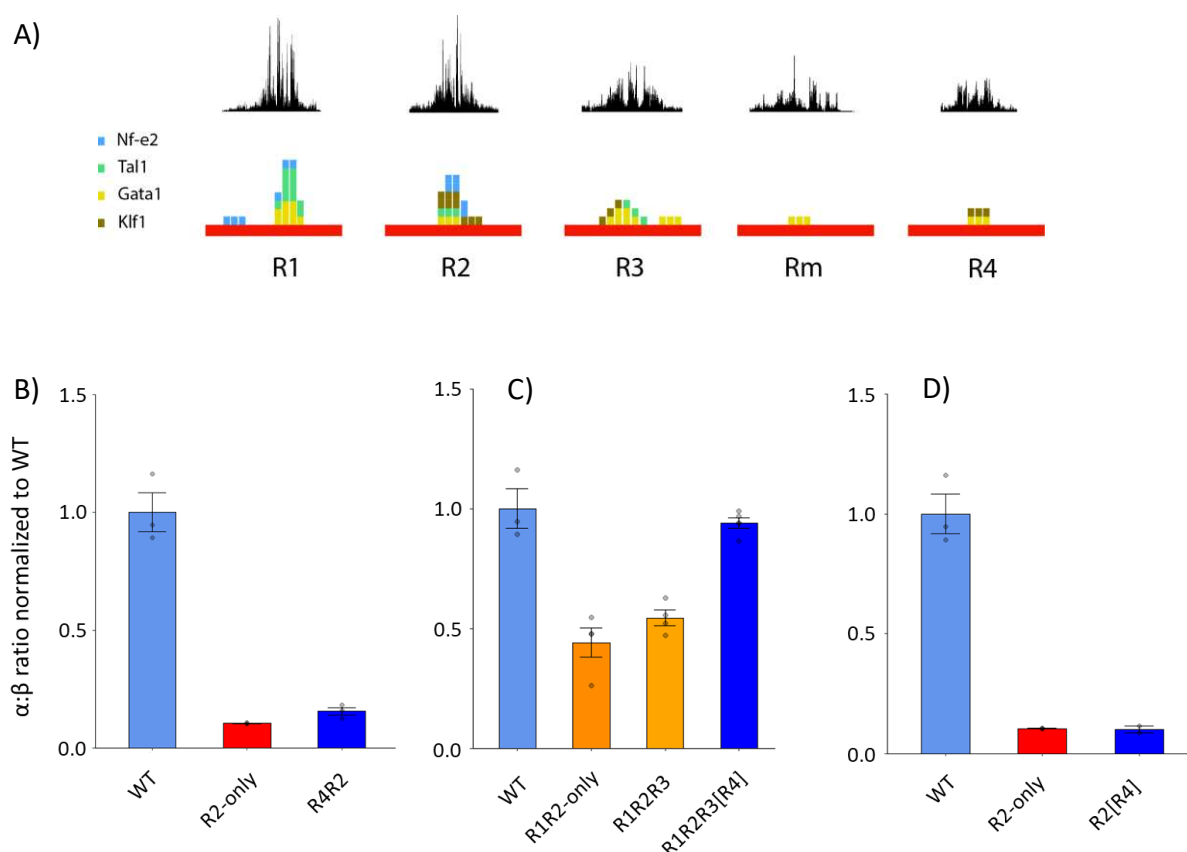 A)
Nf-e2
Tal1
Gata1
Klf1
R1 R2 R3 Rm R4
B)
α:β ratio normalized to WT
1.5
1.0
0.5
0.0
WT R2-only R4R2
C)
1.5
1.0
0.5
0.0
WT R1R2-only R1R2R3 R1R2R3[R4]
D)
1.5
1.0
0.5
0.0
WT R2-only R2[R4]